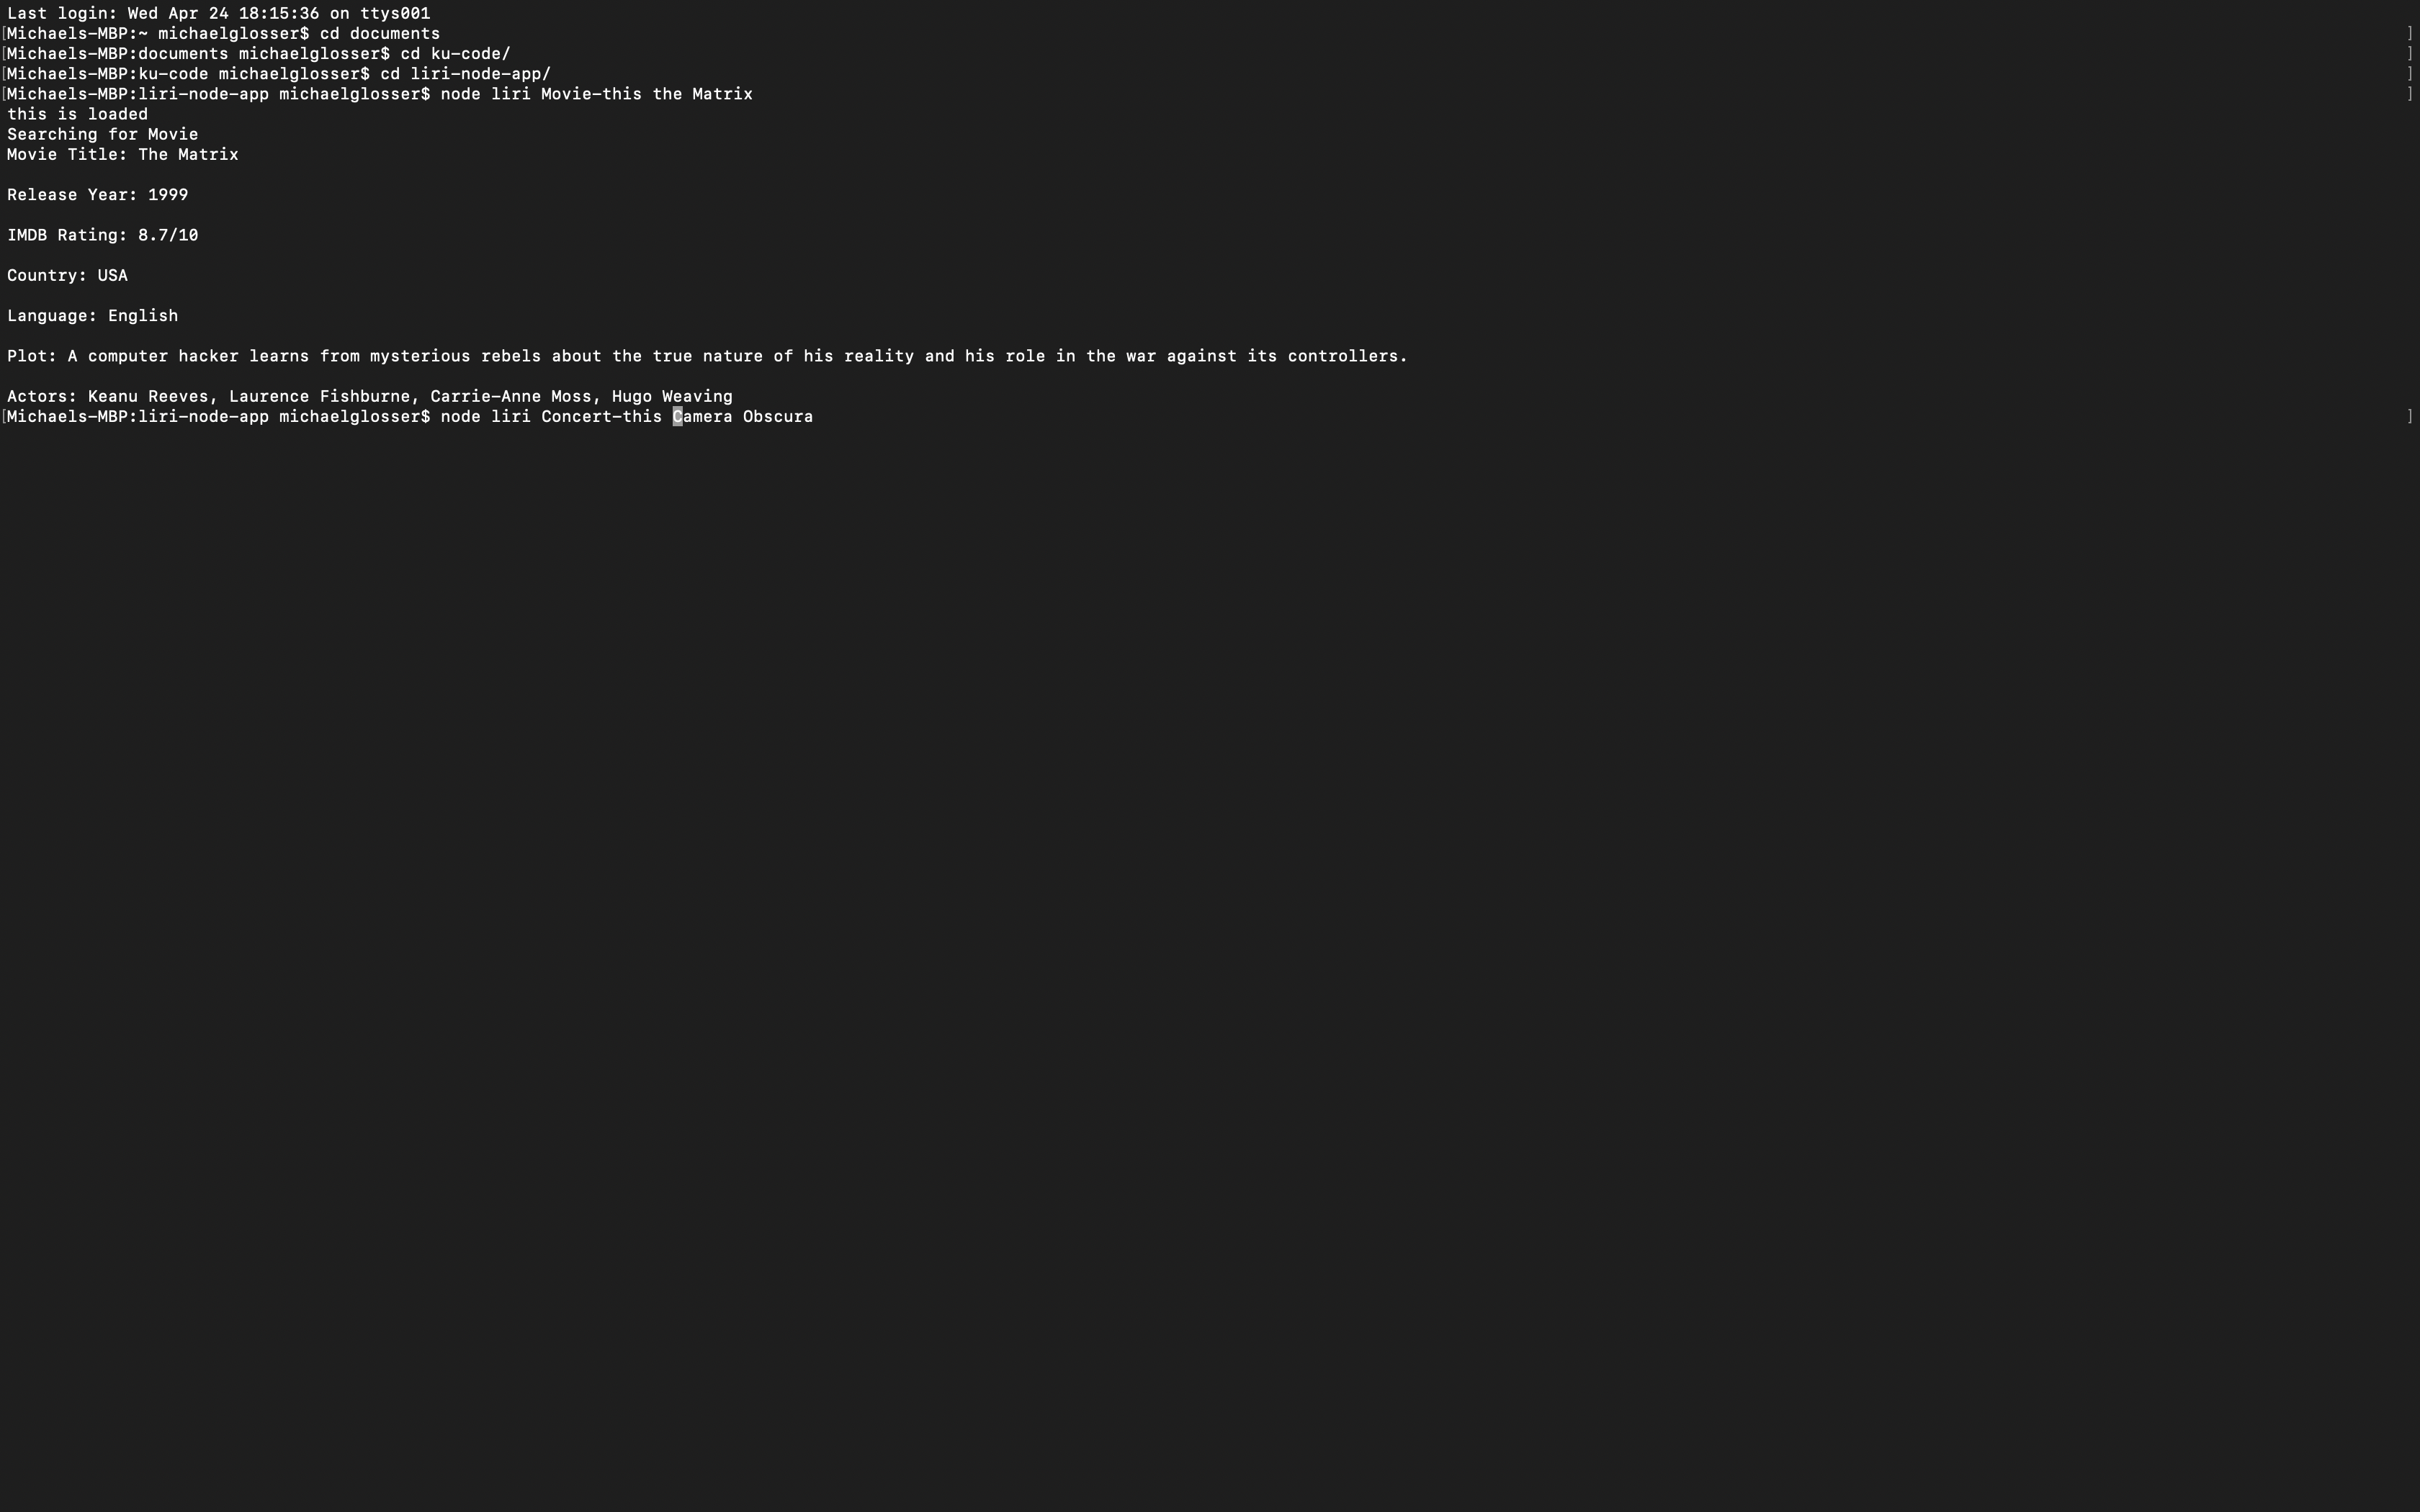 Last login: Wed Apr 24 18:15:36 on ttys001
[Michaels-MBP:~ michaelglosser$ cd documents ]
[Michaels-MBP:documents michaelglosser$ cd ku-code/ ]
[Michaels-MBP:ku-code michaelglosser$ cd liri-node-app/ ]
[Michaels-MBP:liri-node-app michaelglosser$ node liri Movie-this the Matrix ]
this is loaded
Searching for Movie
Movie Title: The Matrix
Release Year: 1999
IMDB Rating: 8.7/10
Country: USA
Language: English
Plot: A computer hacker learns from mysterious rebels about the true nature of his reality and his role in the war against its controllers.
Actors: Keanu Reeves, Laurence Fishburne, Carrie-Anne Moss, Hugo Weaving
[Michaels-MBP:liri-node-app michaelglosser$ node liri Concert-this Camera Obscura ]